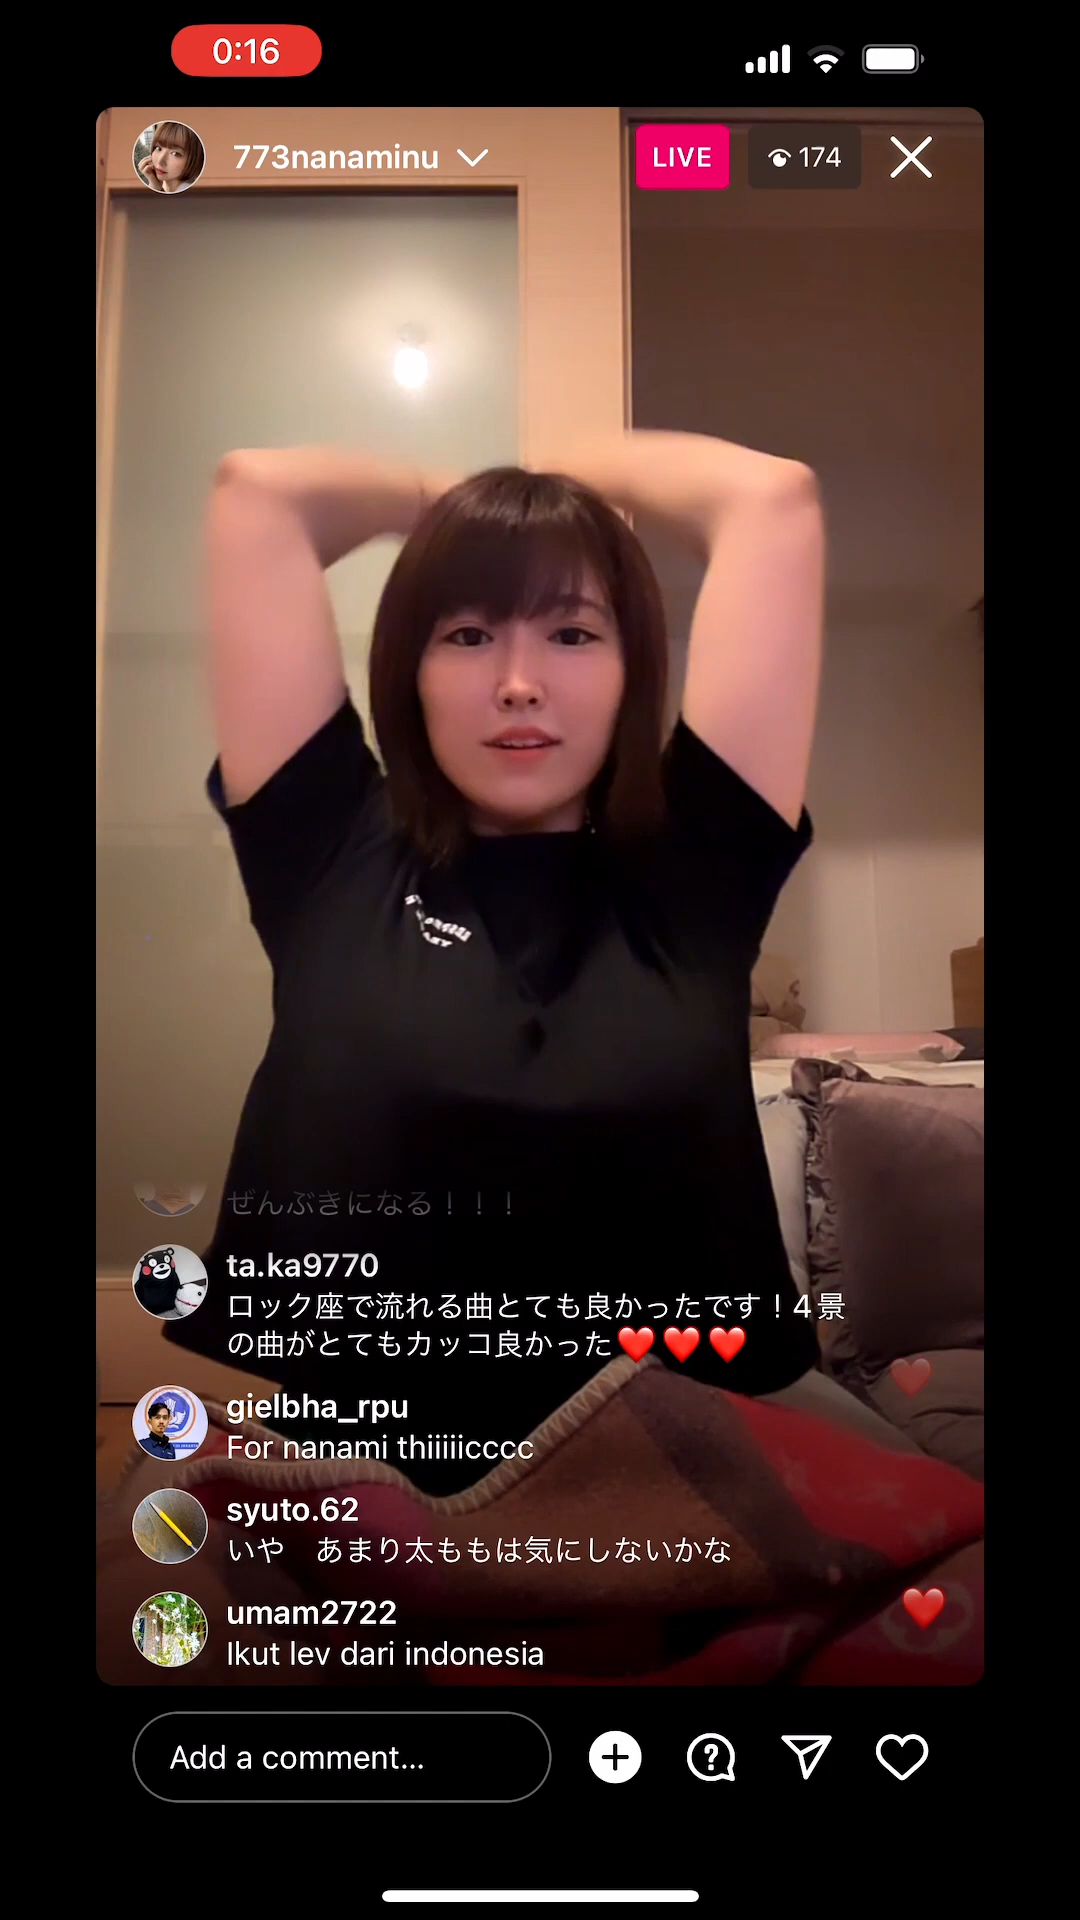 0:16
773nanaminu
LIVE
174
ぜんぶきになる！！！
ta.ka9770
ロック座で流れる曲とても良かったです！4景
の曲がとてもカッコ良かった❤️❤️❤️
gielbha_rpu
For nanami thiiiiicccc
syuto.62
いや　あまり太ももは気にしないかな
umam2722
Ikut lev dari indonesia
Add a comment...